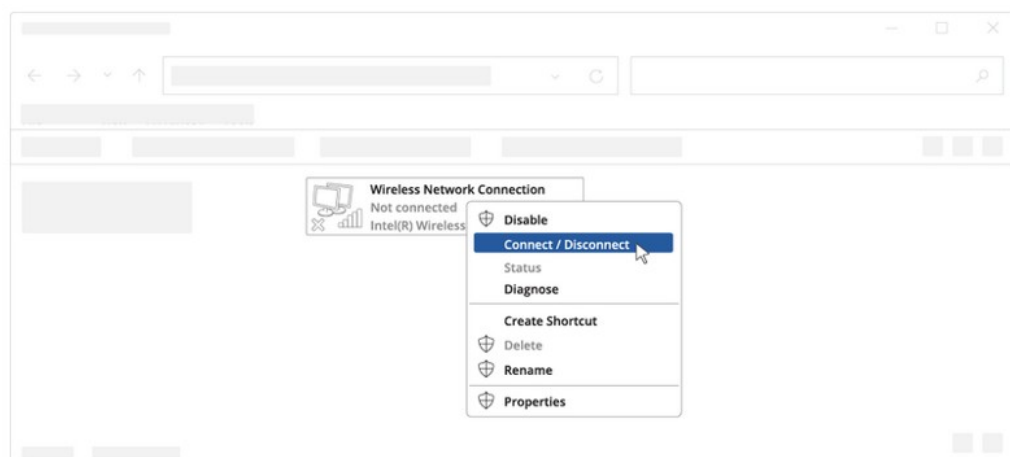 Wireless Network Connection
Not connected
Intel(R) Wireless
Disable
Connect / Disconnect
Status
Diagnose
Create Shortcut
Delete
Rename
Properties